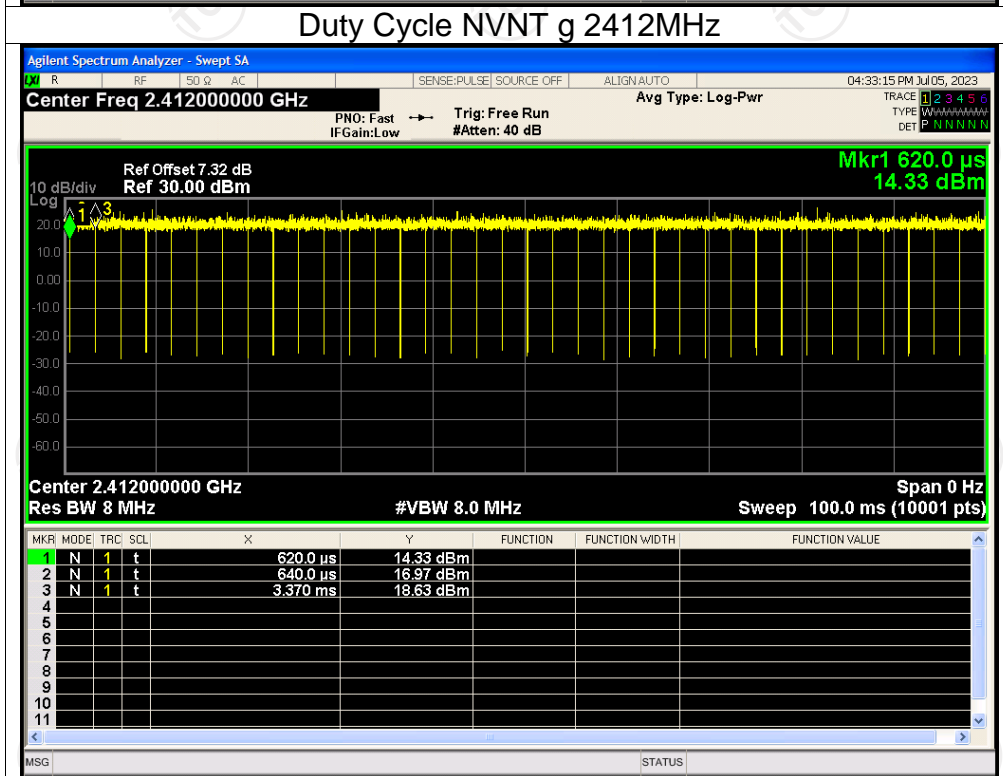 Duty Cycle NVNT g 2412MHz
Agilent Spectrum Analyzer - Swept SA
LXI R RF 50 Ω AC SENSE:PULSE SOURCE OFF ALIGN AUTO 04:33:15 PM Jul 05, 2023
Center Freq 2.412000000 GHz Avg Type: Log-Pwr TRACE 1 2 3 4 5 6
PNO: Fast Trig: Free Run TYPE WWWWWW
IFGain:Low #Atten: 40 dB DET P N N N N N
Mkr1 620.0 µs
14.33 dBm
Ref Offset 7.32 dB
10 dB/div Ref 30.00 dBm
Log
1 3
20.0
10.0
0.00
-10.0
-20.0
-30.0
-40.0
-50.0
-60.0
Center 2.412000000 GHz Span 0 Hz
Res BW 8 MHz #VBW 8.0 MHz Sweep 100.0 ms (10001 pts)
MKR MODE TRC SCL X Y FUNCTION FUNCTION WIDTH FUNCTION VALUE
1 N 1 t 620.0 µs 14.33 dBm
2 N 1 t 640.0 µs 16.97 dBm
3 N 1 t 3.370 ms 18.63 dBm
4
5
6
7
8
9
10
11
MSG STATUS